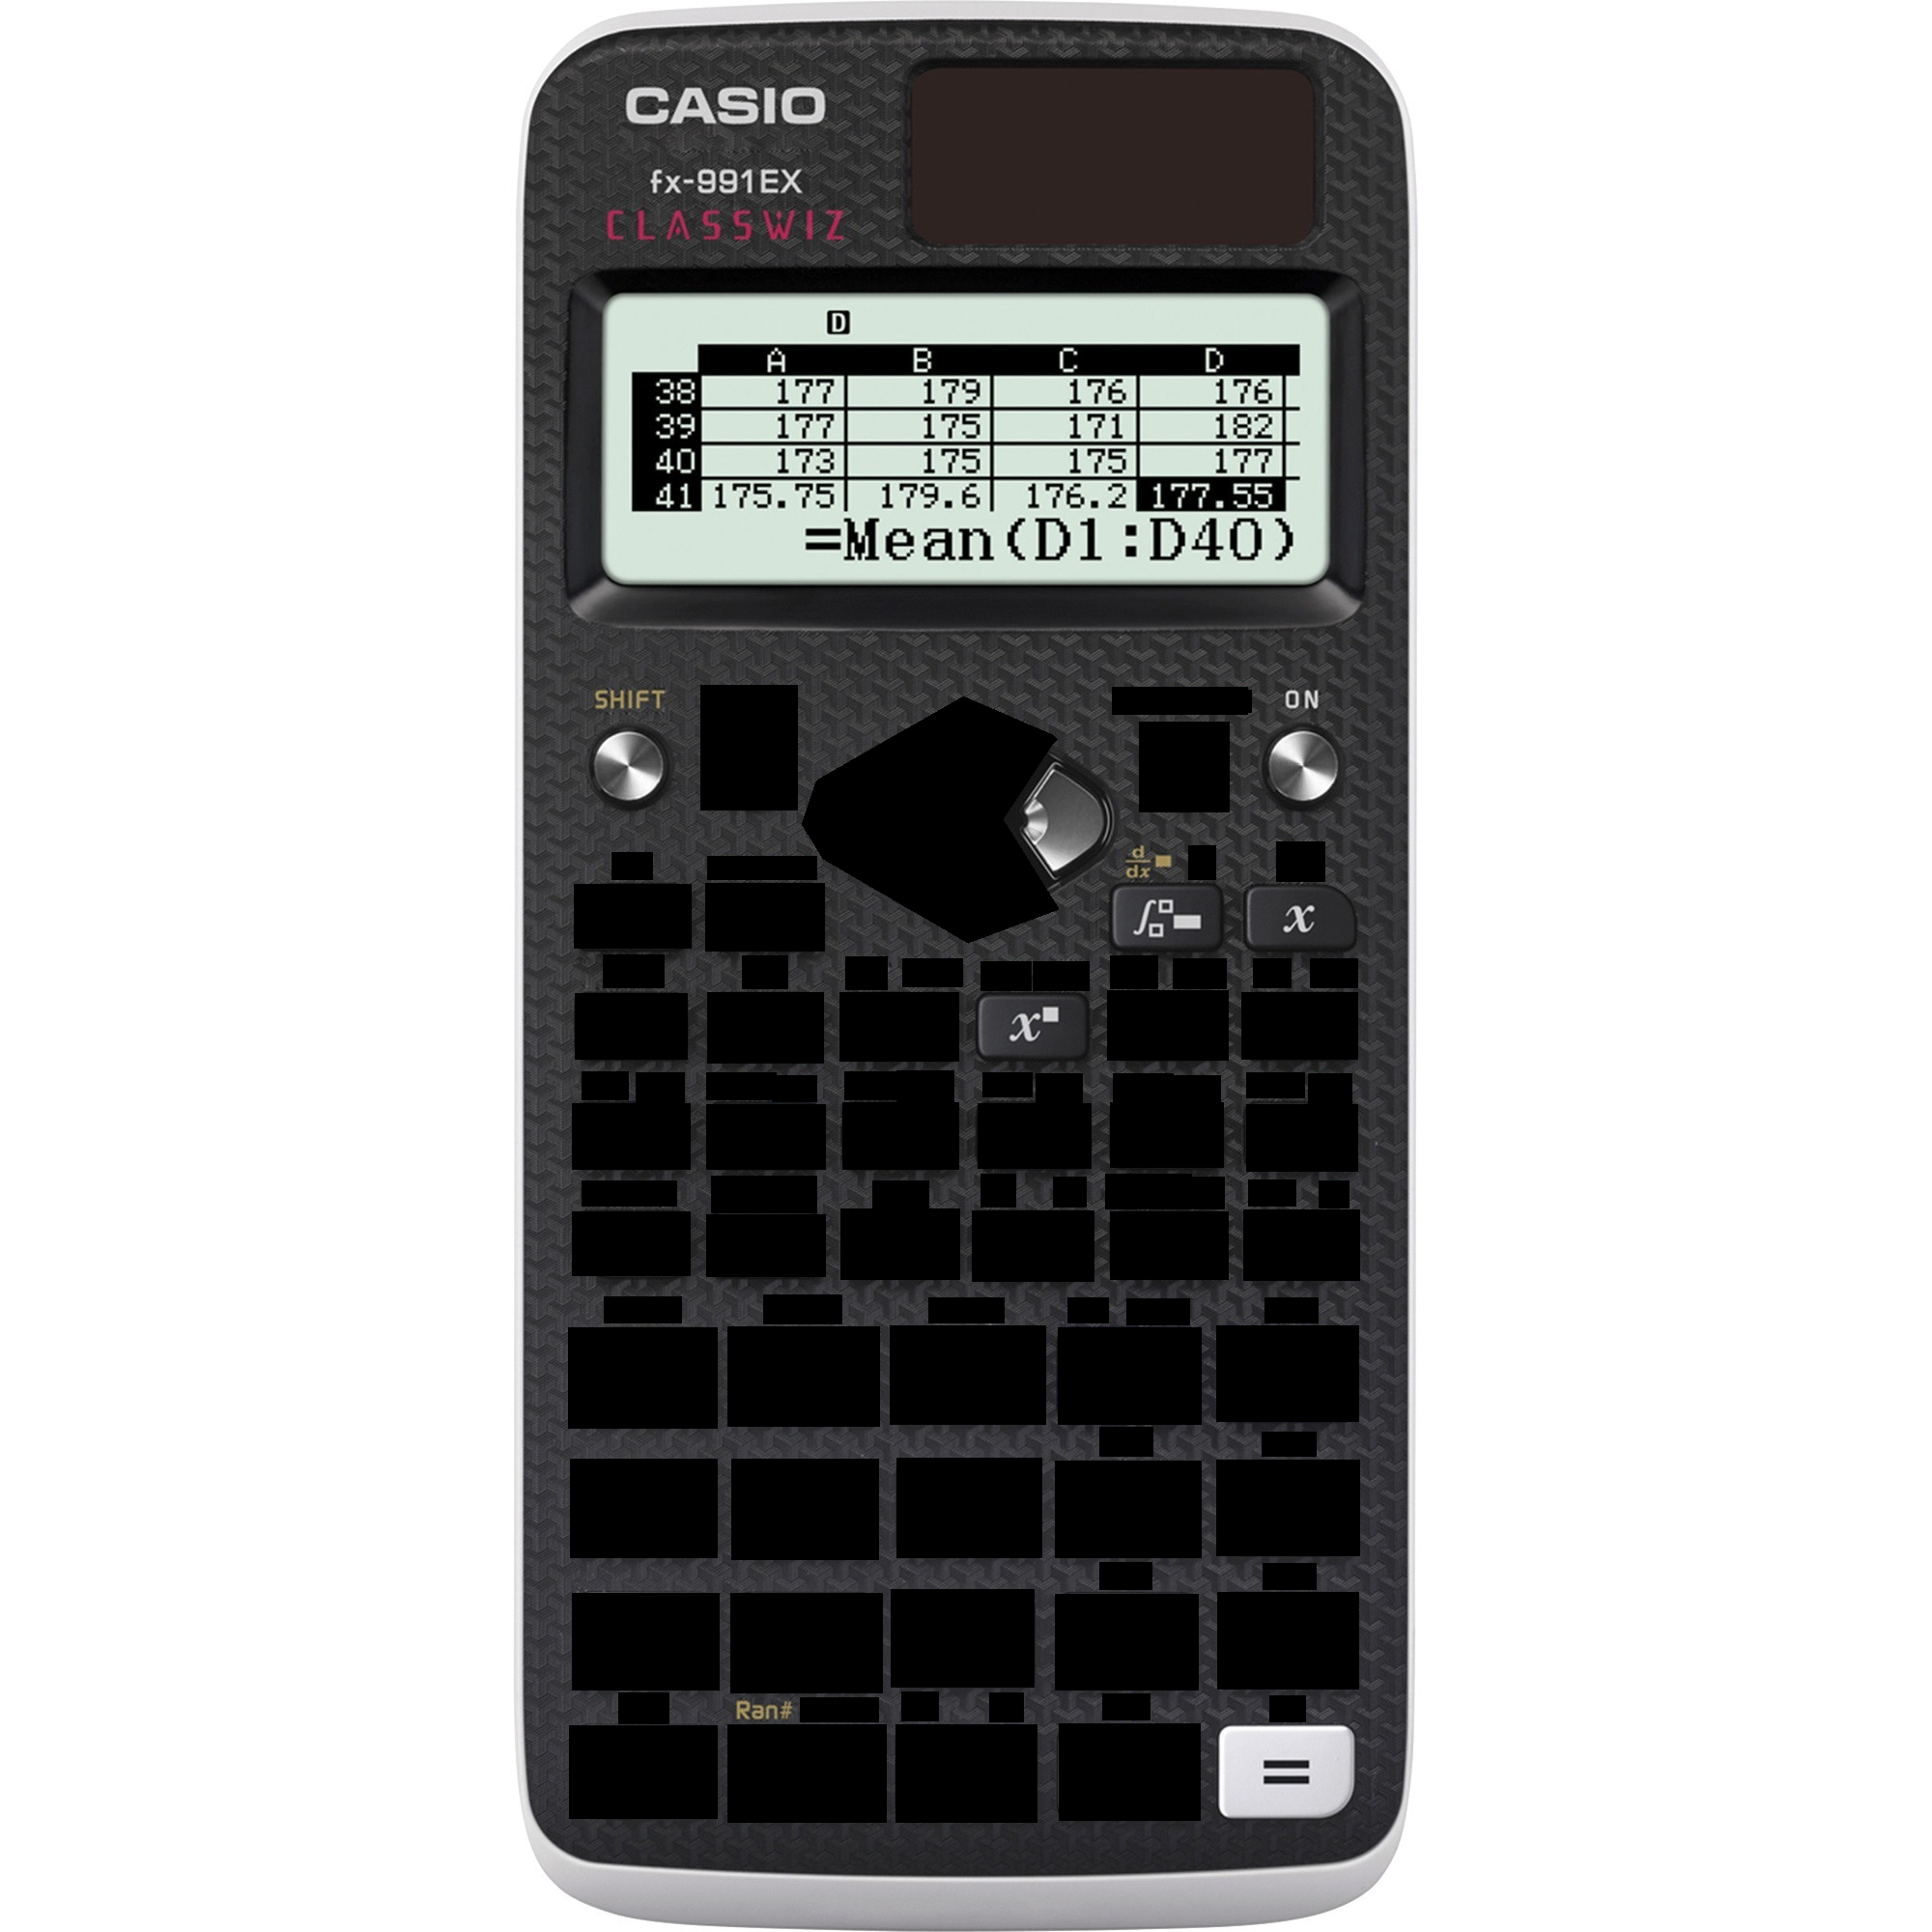 CASIO
fx-991EX
CLASSWIZ
D
A B C D
38 177 179 176 176
39 177 175 171 182
40 173 175 175 177
41 175.75 179.6 176.2 177.55
=Mean(D1:D40)
SHIFT ON
d/dx■
∫□□■ x
x■
Ran#
=